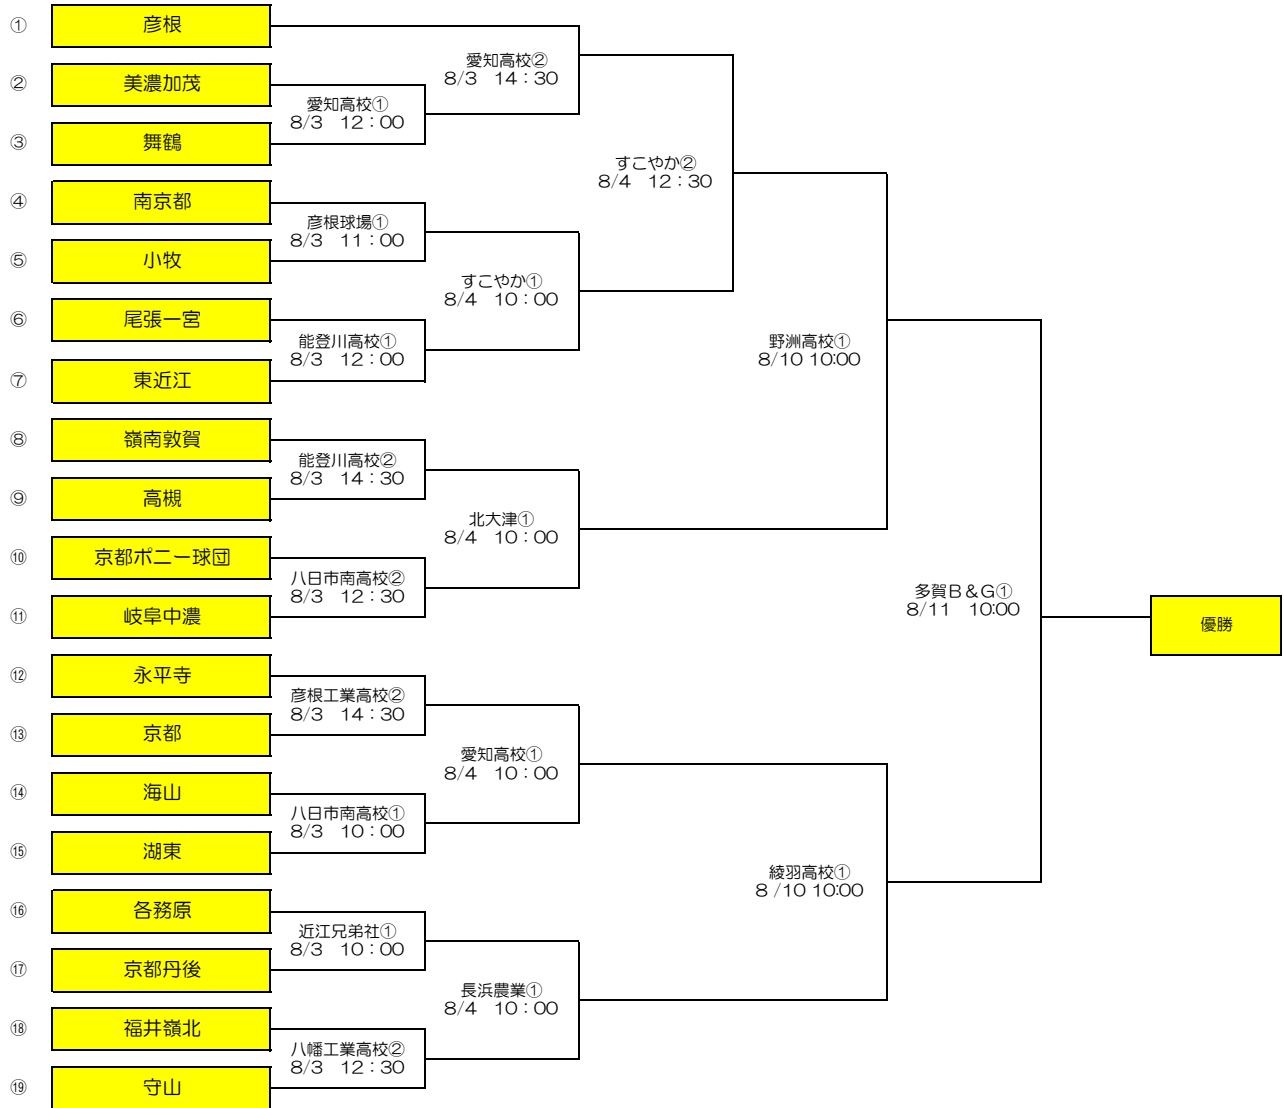 ① 彦根
愛知高校②
8/3 14：30
② 美濃加茂
愛知高校①
8/3 12：00
③ 舞鶴
すこやか②
8/4 12：30
④ 南京都
彦根球場①
8/3 11：00
⑤ 小牧
すこやか①
8/4 10：00
⑥ 尾張一宮
能登川高校①
8/3 12：00
野洲高校①
8/10 10:00
⑦ 東近江
⑧ 嶺南敦賀
能登川高校②
8/3 14：30
⑨ 高槻
北大津①
8/4 10：00
⑩ 京都ポニー球団
八日市南高校②
8/3 12：30
多賀B＆G①
8/11 10:00
⑪ 岐阜中濃
優勝
⑫ 永平寺
彦根工業高校②
8/3 14：30
⑬ 京都
愛知高校①
8/4 10：00
⑭ 海山
八日市南高校①
8/3 10：00
⑮ 湖東
綾羽高校①
8 /10 10:00
⑯ 各務原
近江兄弟社①
8/3 10：00
⑰ 京都丹後
長浜農業①
8/4 10：00
⑱ 福井嶺北
八幡工業高校②
8/3 12：30
⑲ 守山